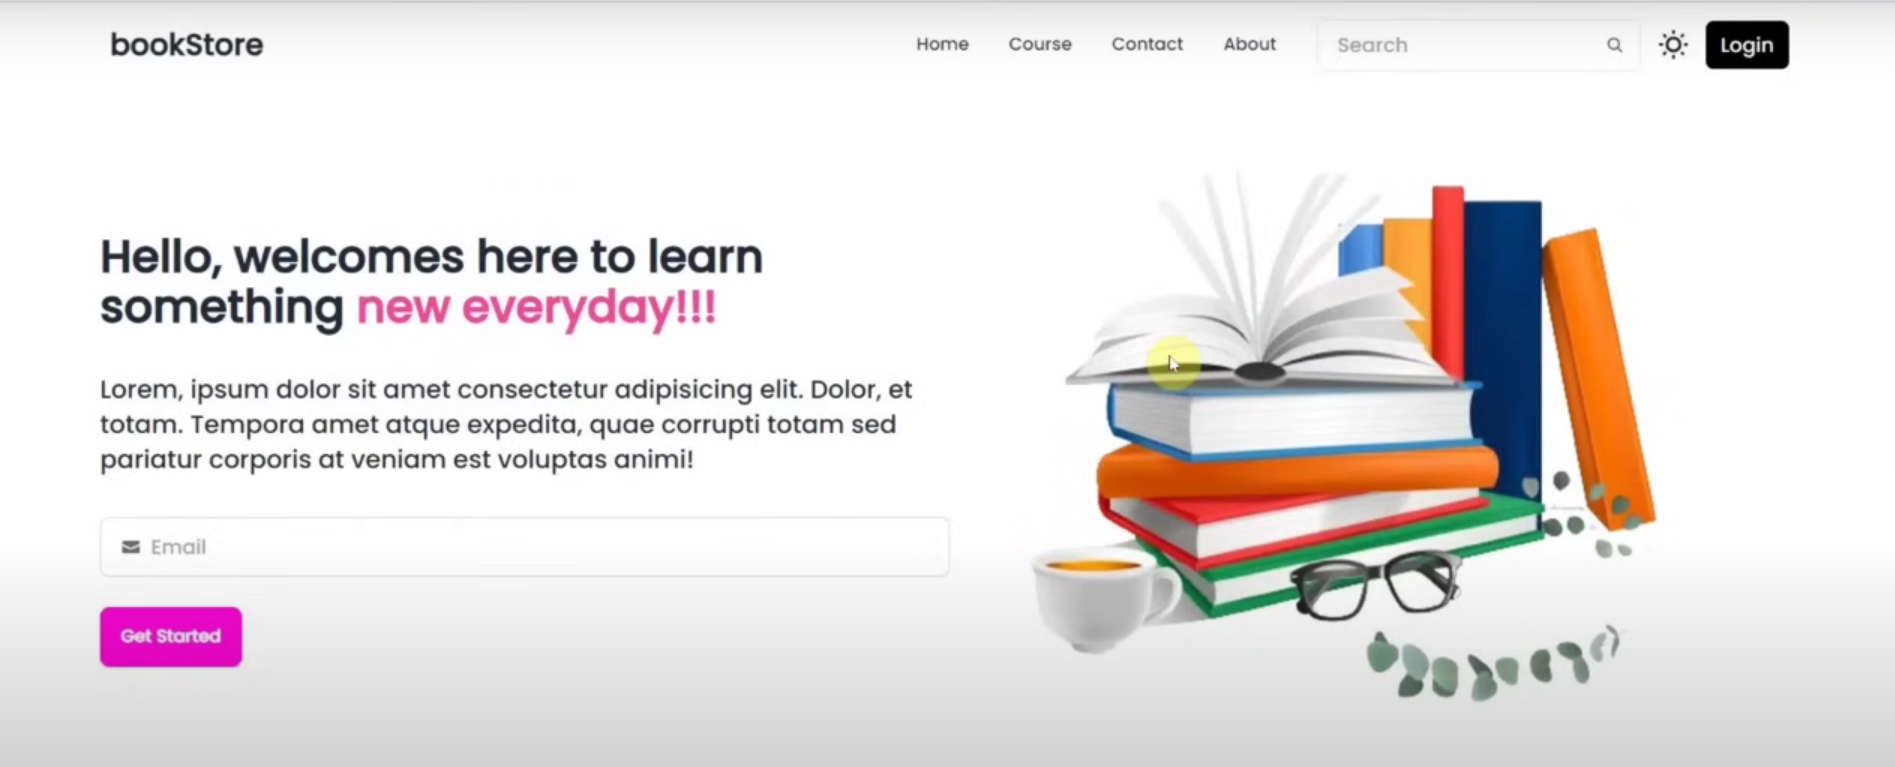 bookStore
Home
Course
Contact
About
Search
Login
Hello, welcomes here to learn
something new everyday!!!
Lorem, ipsum dolor sit amet consectetur adipisicing elit. Dolor, et
totam. Tempora amet atque expedita, quae corrupti totam sed
pariatur corporis at veniam est voluptas animi!
Email
Get Started